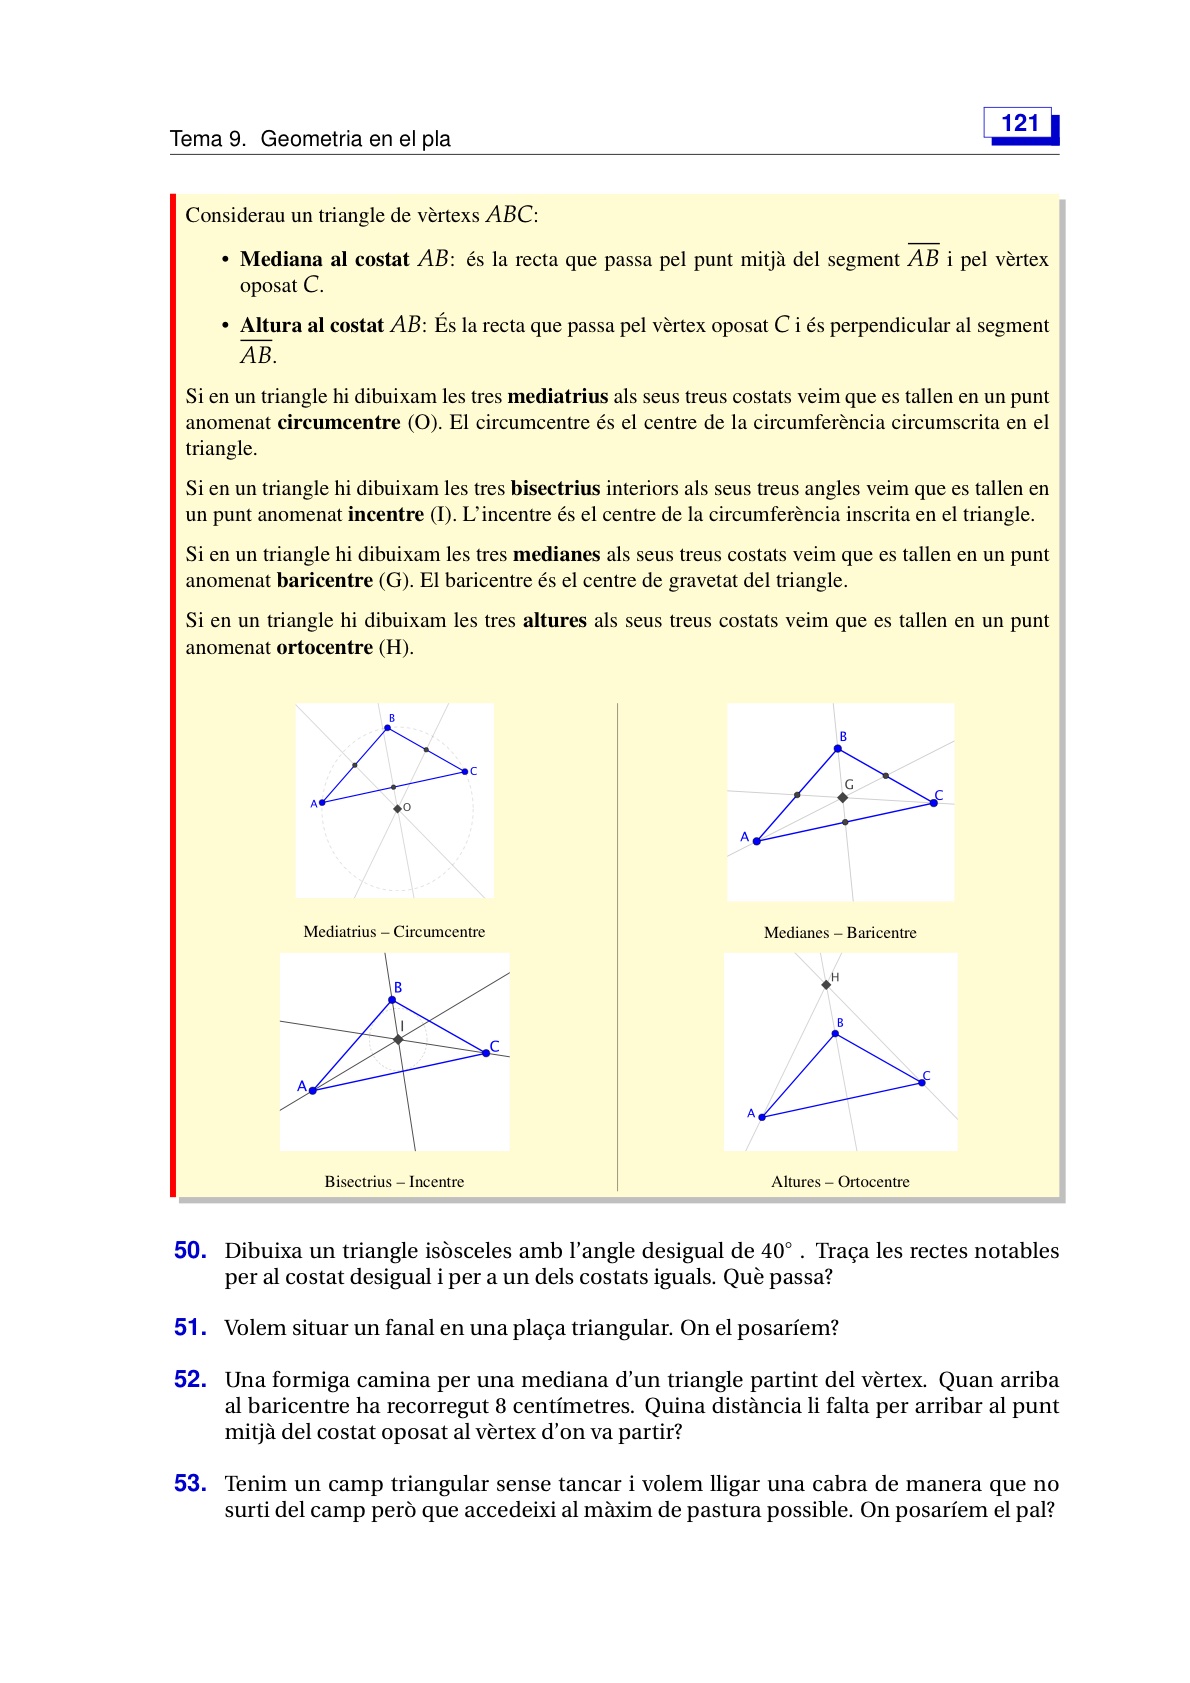 Tema 9. Geometria en el pla
121
Considerau un triangle de vèrtexs ABC:
• Mediana al costat AB: és la recta que passa pel punt mitjà del segment AB i pel vèrtex
oposat C.
• Altura al costat AB: És la recta que passa pel vèrtex oposat C i és perpendicular al segment
AB.
Si en un triangle hi dibuixam les tres mediatrius als seus treus costats veim que es tallen en un punt
anomenat circumcentre (O). El circumcentre és el centre de la circumferència circumscrita en el
triangle.
Si en un triangle hi dibuixam les tres bisectrius interiors als seus treus angles veim que es tallen en
un punt anomenat incentre (I). L'incentre és el centre de la circumferència inscrita en el triangle.
Si en un triangle hi dibuixam les tres medianes als seus treus costats veim que es tallen en un punt
anomenat baricentre (G). El baricentre és el centre de gravetat del triangle.
Si en un triangle hi dibuixam les tres altures als seus treus costats veim que es tallen en un punt
anomenat ortocentre (H).
B
C
A
O
Mediatrius – Circumcentre
B
G
C
A
Medianes – Baricentre
B
I
C
A
Bisectrius – Incentre
H
B
C
A
Altures – Ortocentre
50. Dibuixa un triangle isòsceles amb l'angle desigual de 40° . Traça les rectes notables
per al costat desigual i per a un dels costats iguals. Què passa?
51. Volem situar un fanal en una plaça triangular. On el posaríem?
52. Una formiga camina per una mediana d'un triangle partint del vèrtex. Quan arriba
al baricentre ha recorregut 8 centímetres. Quina distància li falta per arribar al punt
mitjà del costat oposat al vèrtex d'on va partir?
53. Tenim un camp triangular sense tancar i volem lligar una cabra de manera que no
surti del camp però que accedeixi al màxim de pastura possible. On posaríem el pal?